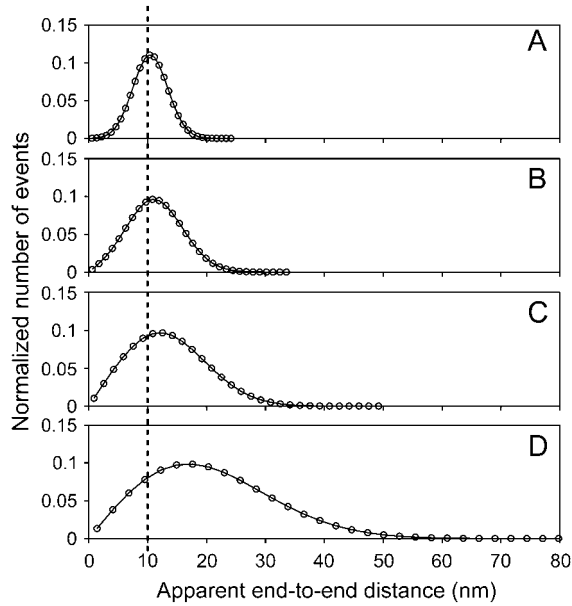 Normalized number of events
0.15
0.1
0.05
0
A
0.15
0.1
0.05
0
B
0.15
0.1
0.05
0
C
0.15
0.1
0.05
0
D
0 10 20 30 40 50 60 70 80
Apparent end-to-end distance (nm)